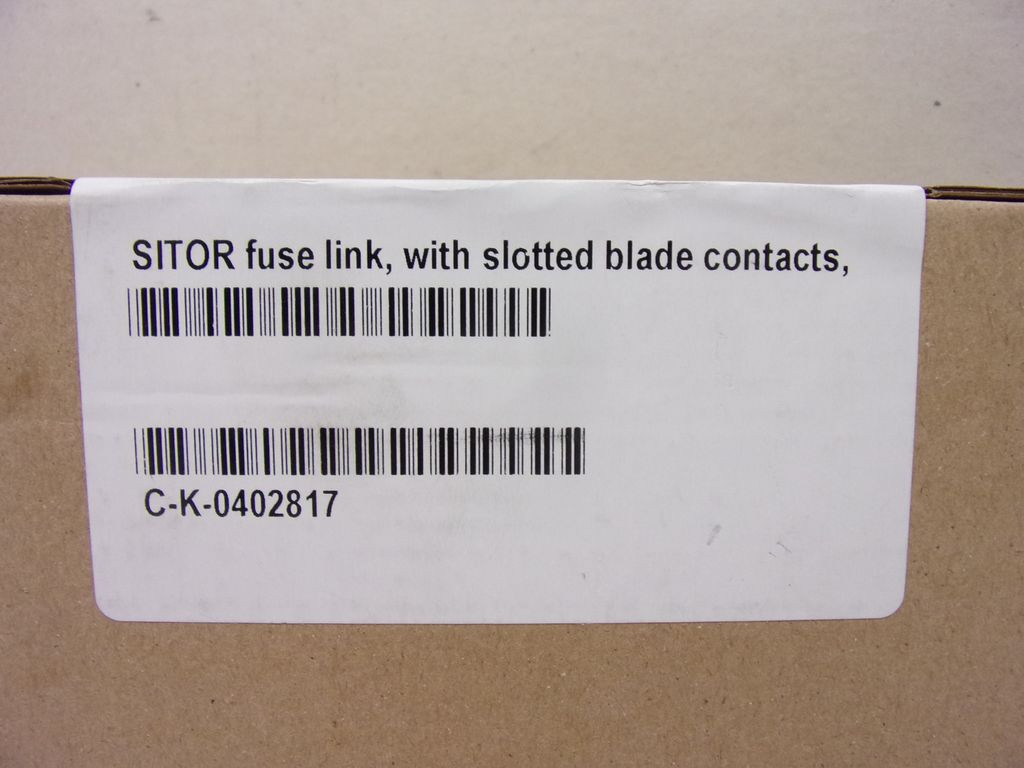 SITOR fuse link, with slotted blade contacts,
C-K-0402817